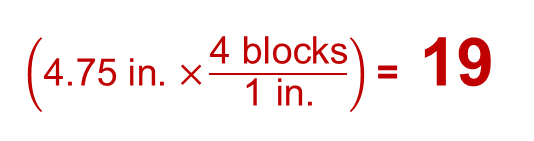 (4.75 in. × 4 blocks / 1 in.) = 19